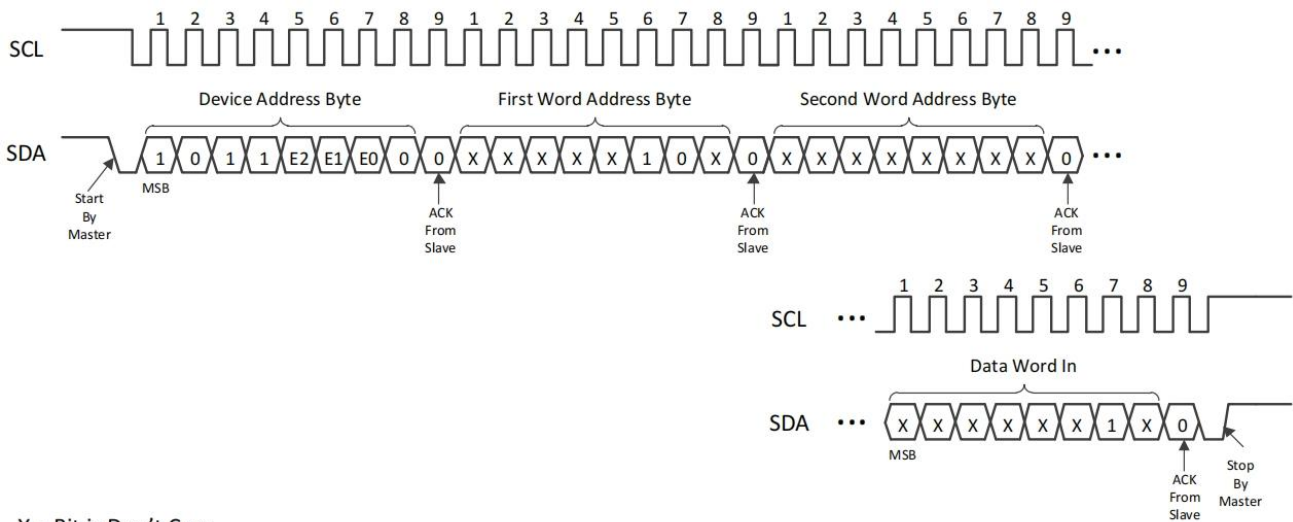 1 2 3 4 5 6 7 8 9 1 2 3 4 5 6 7 8 9 1 2 3 4 5 6 7 8 9
SCL
Device Address Byte First Word Address Byte Second Word Address Byte
SDA 1 0 1 1 E2 E1 E0 0 0 X X X X X 1 0 X 0 X X X X X X X X 0
MSB
Start
By
Master
ACK
From
Slave
ACK
From
Slave
ACK
From
Slave
1 2 3 4 5 6 7 8 9
SCL
Data Word In
SDA X X X X X X 1 X 0
MSB
ACK
From
Slave
Stop
By
Master